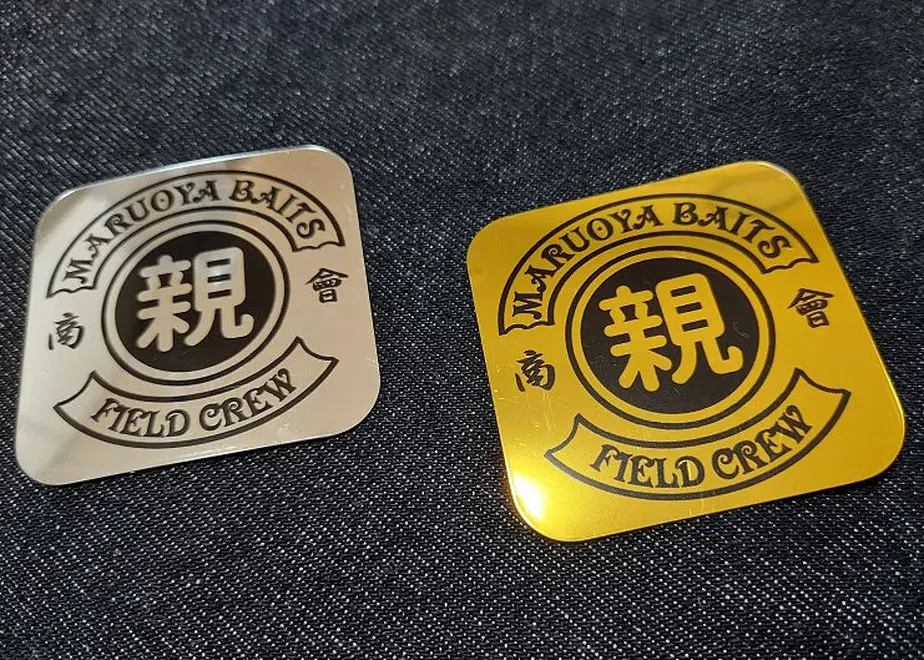 MARUOYA BAITS
商 親 會
FIELD CREW
MARUOYA BAITS
商 親 會
FIELD CREW